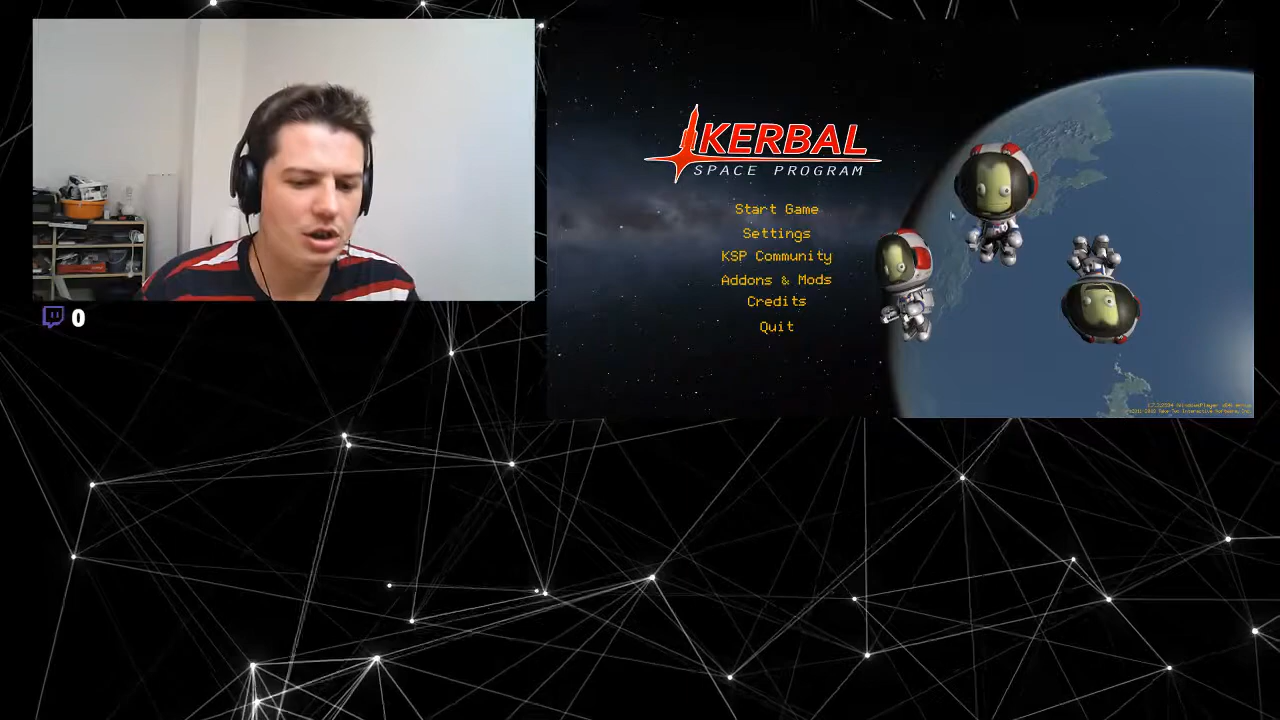 KERBAL
SPACE PROGRAM
Start Game
Settings
KSP Community
Addons & Mods
Credits
Quit
0